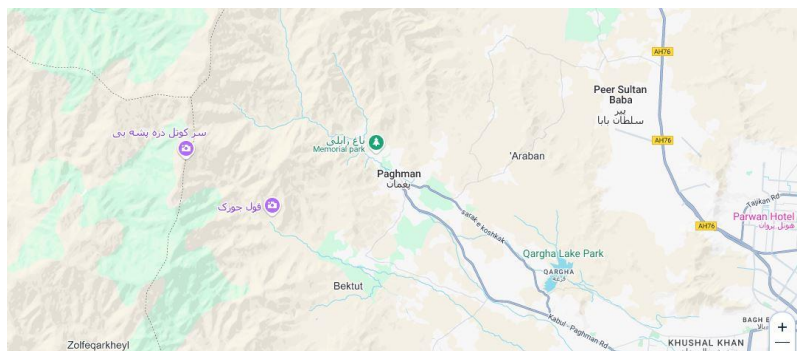 AH76
Peer Sultan
Baba
پیر
سلطان بابا
سر کوتل دره پشه یی
باغ زابلی
Memorial park
AH76
'Araban
Paghman
پغمان
قول جورک
Tajikan Rd
sarak e koshkak
Parwan Hotel
هوتل پروان
AH76
Qargha Lake Park
QARGHA
قرغه
Bektut
Kabul - Paghman Rd
BAGH E
بالا
+
Zolfeqarkheyl
KHUSHAL KHAN